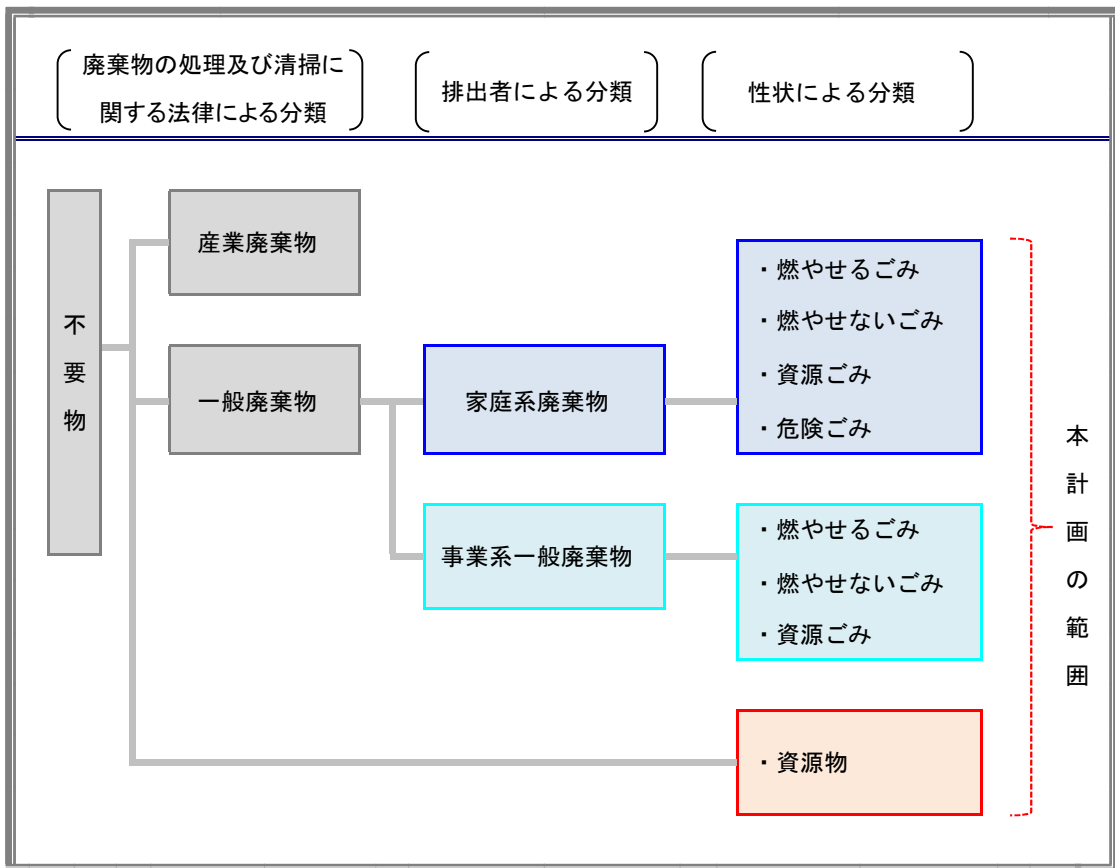 廃棄物の処理及び清掃に
関する法律による分類
排出者による分類
性状による分類
不要物
産業廃棄物
一般廃棄物
家庭系廃棄物
・燃やせるごみ
・燃やせないごみ
・資源ごみ
・危険ごみ
事業系一般廃棄物
・燃やせるごみ
・燃やせないごみ
・資源ごみ
・資源物
本計画の範囲